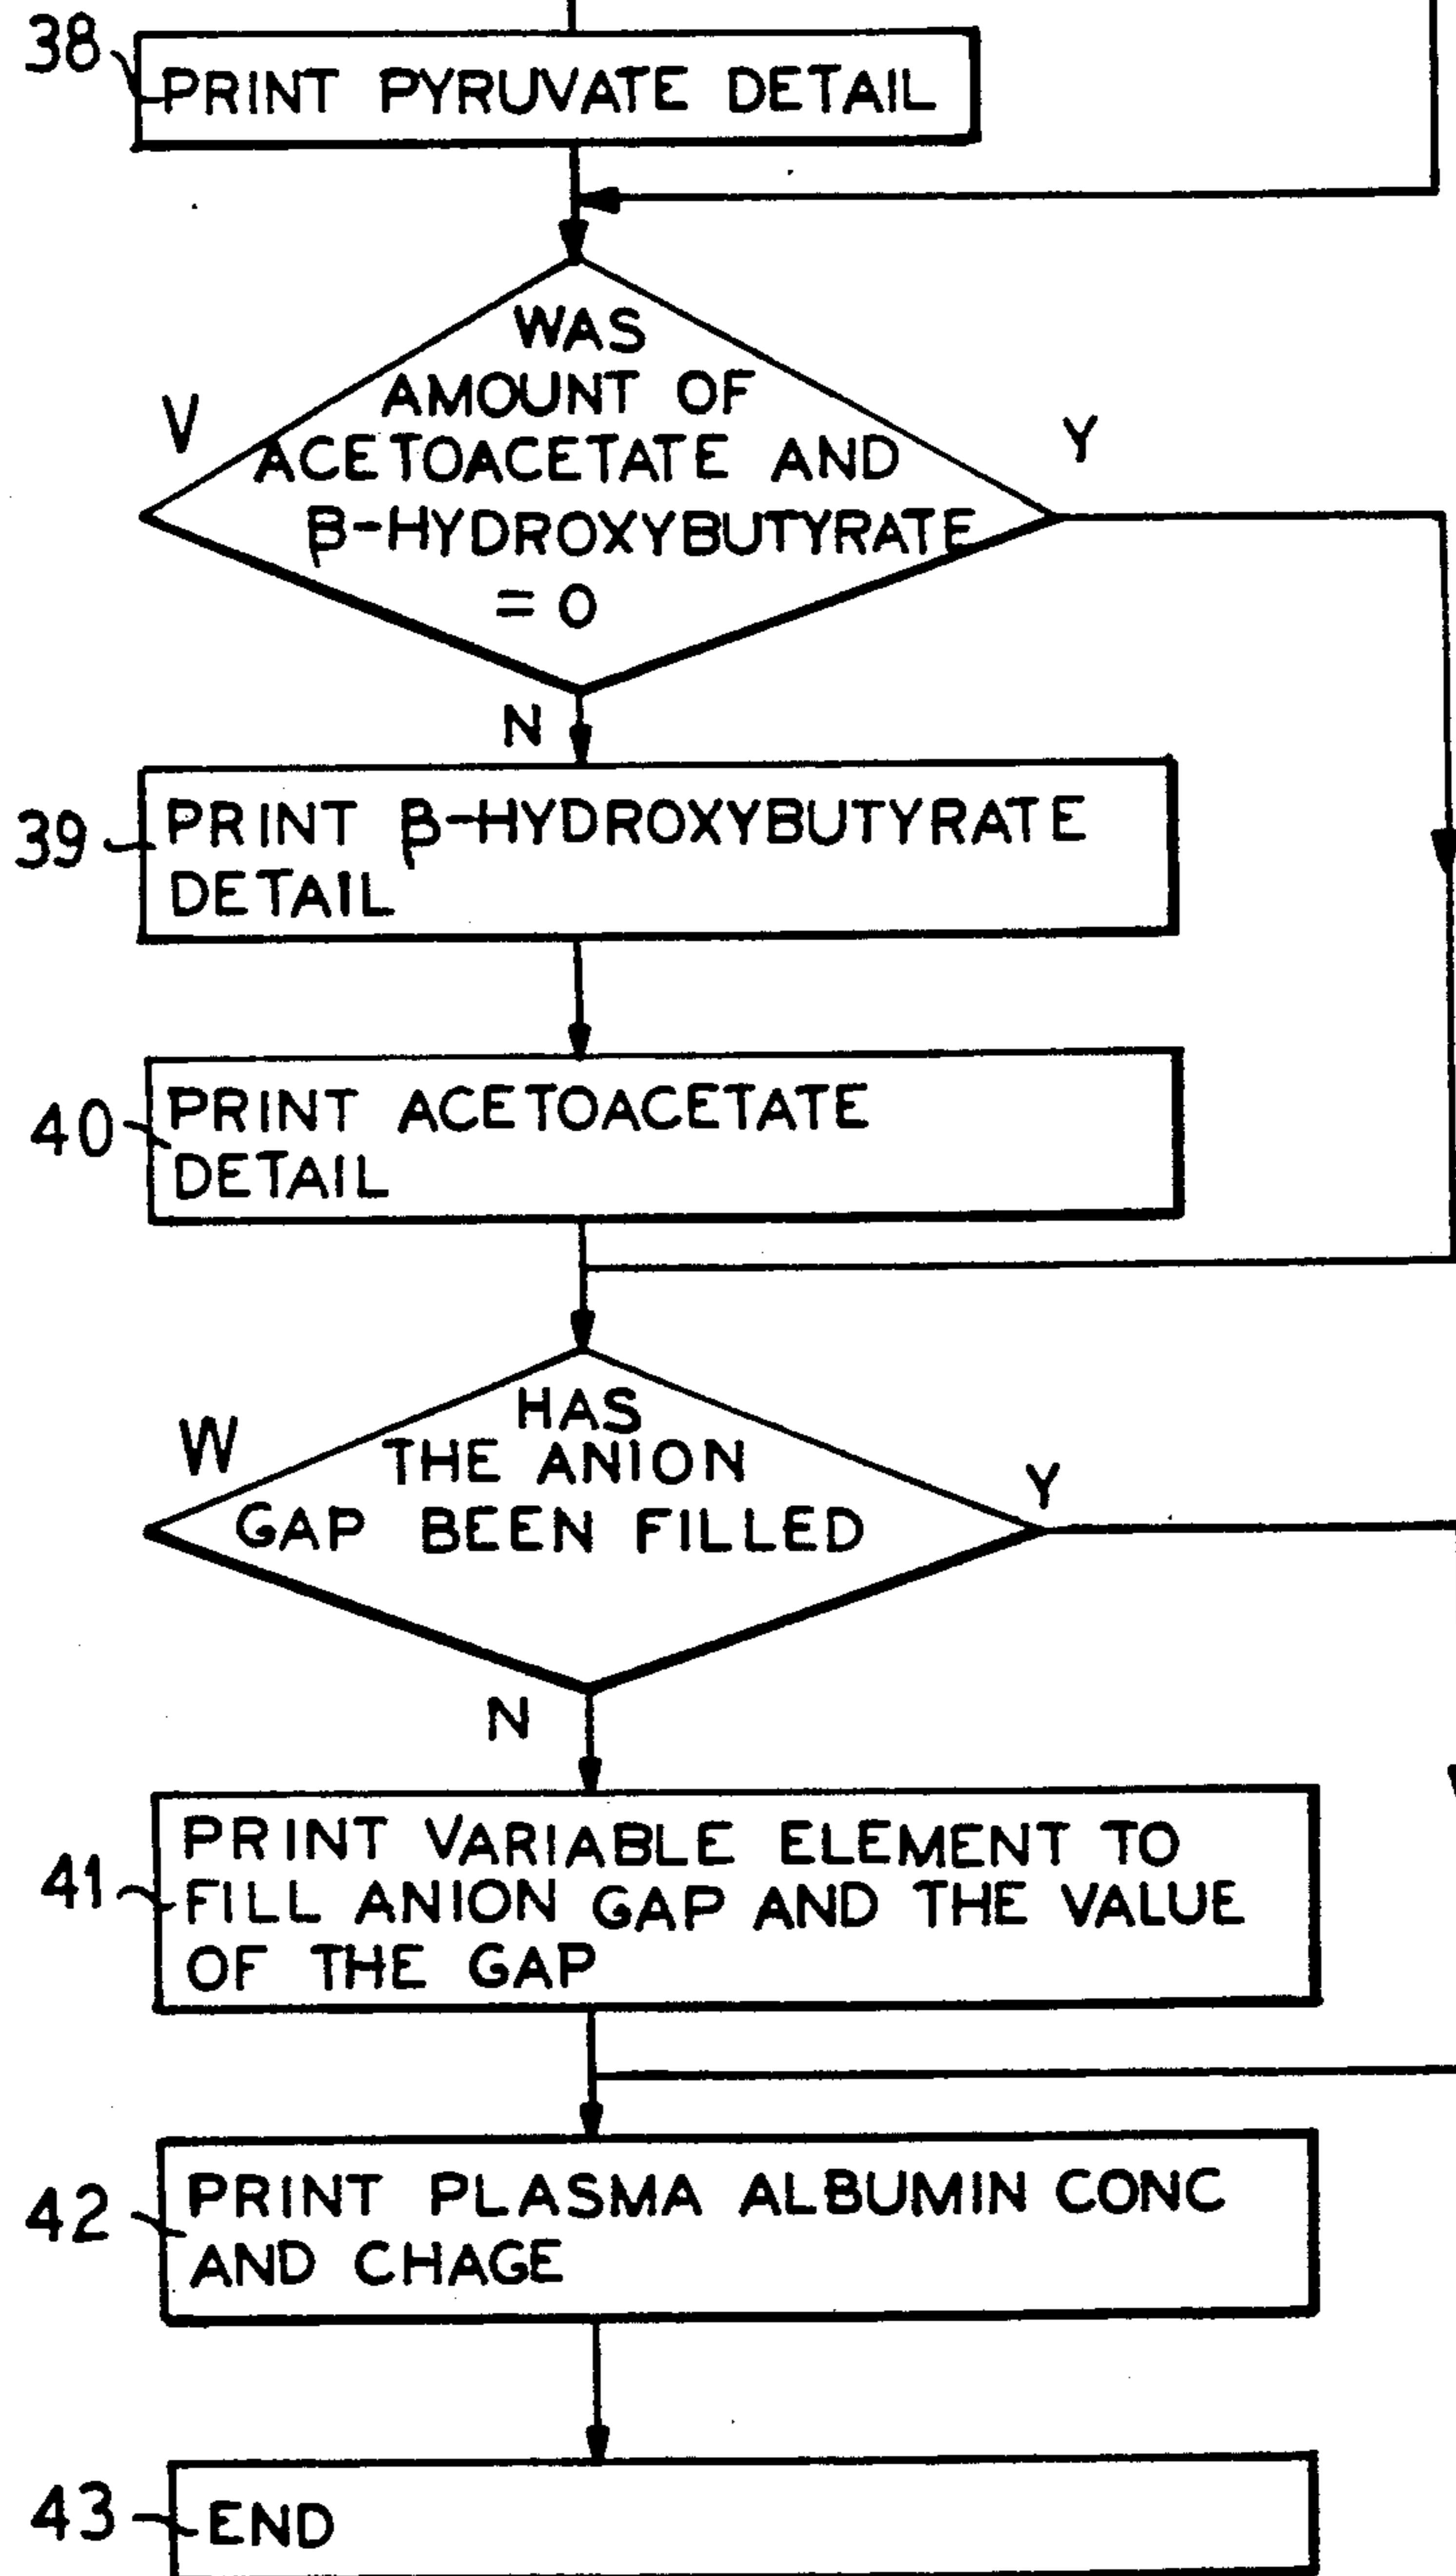 38
PRINT PYRUVATE DETAIL
WAS
AMOUNT OF
ACETOACETATE AND
β-HYDROXYBUTYRATE
= 0
V
Y
N
39
PRINT β-HYDROXYBUTYRATE
DETAIL
40
PRINT ACETOACETATE
DETAIL
HAS
THE ANION
GAP BEEN FILLED
W
Y
N
41
PRINT VARIABLE ELEMENT TO
FILL ANION GAP AND THE VALUE
OF THE GAP
42
PRINT PLASMA ALBUMIN CONC
AND CHAGE
43
END